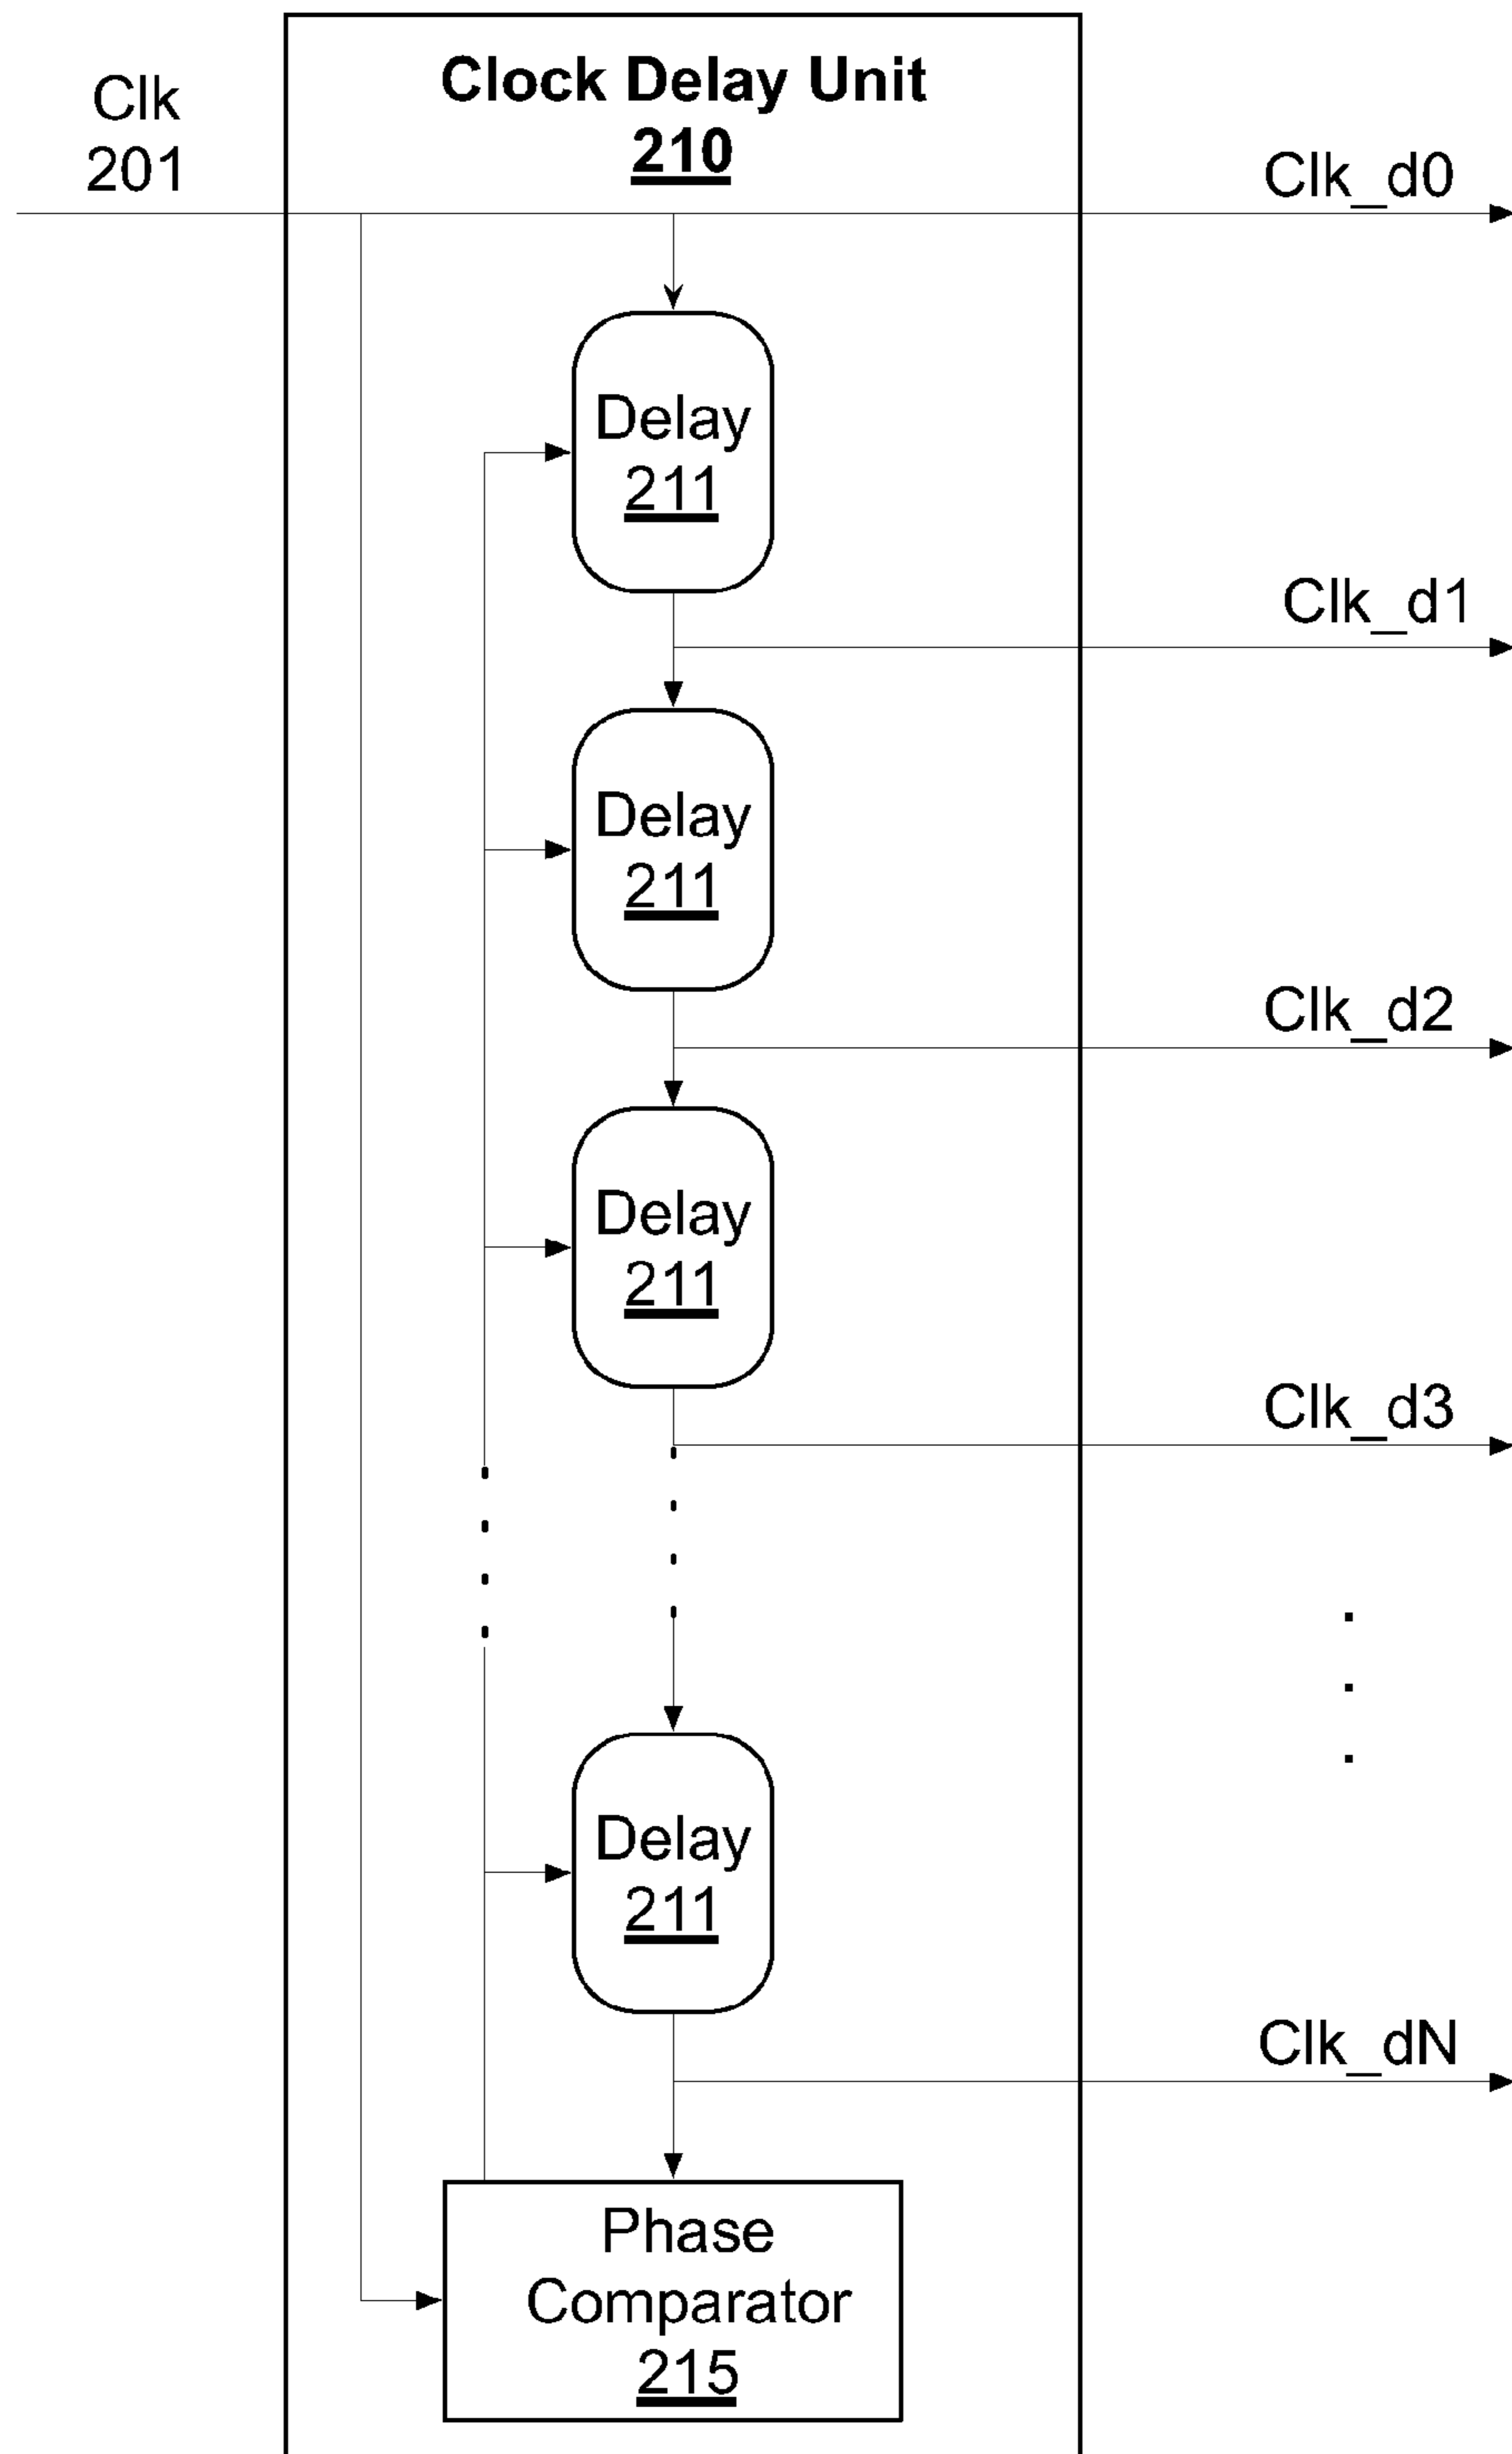 Clock Delay Unit
210
Clk
201
Clk_d0
Delay
211
Clk_d1
Delay
211
Clk_d2
Delay
211
Clk_d3
Delay
211
Clk_dN
Phase
Comparator
215